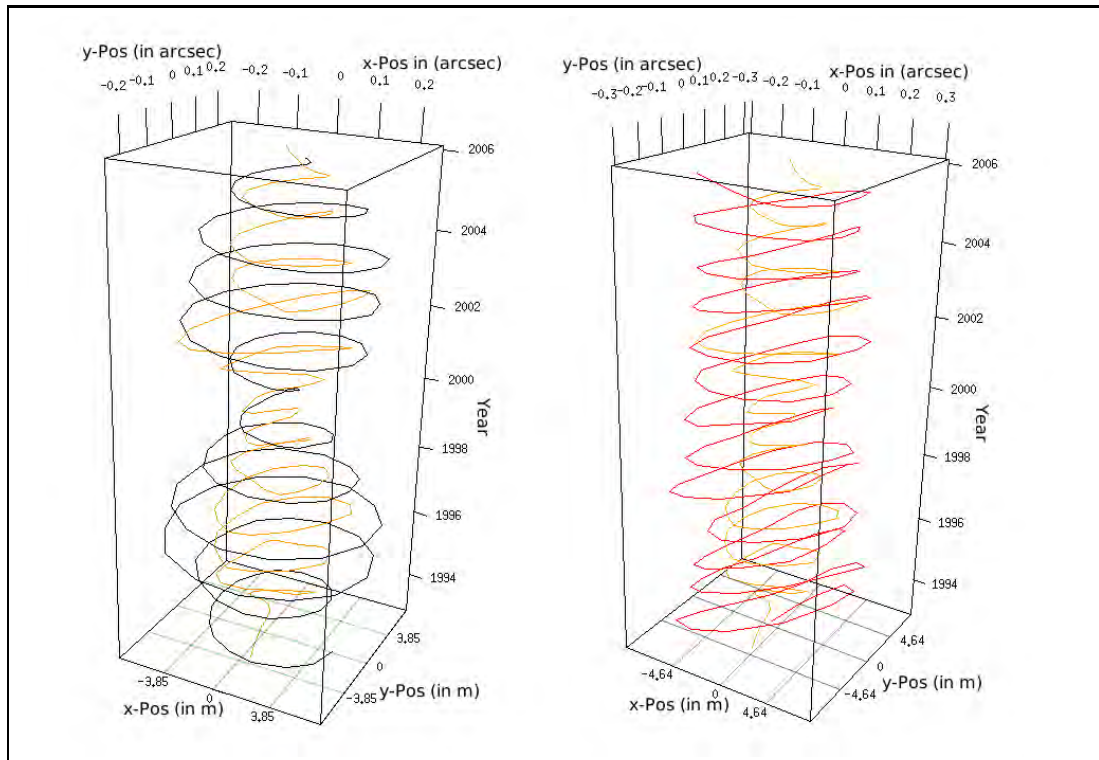 y-Pos (in arcsec)
x-Pos in (arcsec)
-0.2 -0.1 0 0.1 0.2 -0.2 -0.1 0 0.1 0.2
2006
2004
2002
2000
Year
1998
1996
1994
-3.85 0 3.85
x-Pos (in m)
-3.85 0 3.85
y-Pos (in m)
y-Pos (in arcsec)
x-Pos in (arcsec)
-0.3 -0.2 -0.1 0 0.1 0.2 -0.3 -0.2 -0.1 0 0.1 0.2 0.3
2006
2004
2002
2000
Year
1998
1996
1994
-4.64 0 4.64
x-Pos (in m)
-4.64 0 4.64
y-Pos (in m)